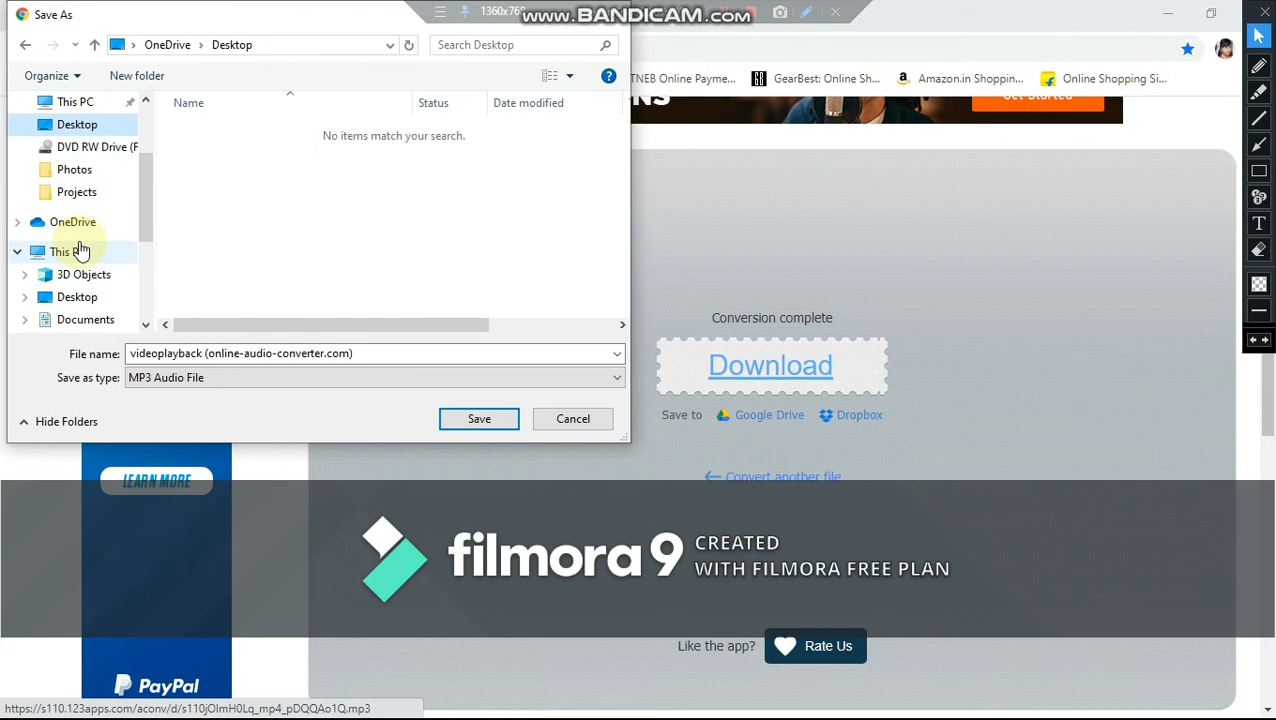 Save As
1360x768
www.BANDICAM.com
OneDrive
Desktop
Search Desktop
Organize
New folder
TNEB Online Payme...
GearBest: Online Sh...
Amazon.in Shoppin...
Online Shopping Si...
Get Started
This PC
Desktop
DVD RW Drive (F
Photos
Projects
OneDrive
This
3D Objects
Desktop
Documents
Name
Status
Date modified
No items match your search.
File name:
videoplayback (online-audio-converter.com)
Save as type:
MP3 Audio File
Hide Folders
Save
Cancel
Conversion complete
Download
Save to
Google Drive
Dropbox
Convert another file
LEARN MORE
filmora 9
CREATED
WITH FILMORA FREE PLAN
Like the app?
Rate Us
PayPal
https://s110.123apps.com/aconv/d/s110jOlmH0Lq_mp4_pDQQAo1Q.mp3